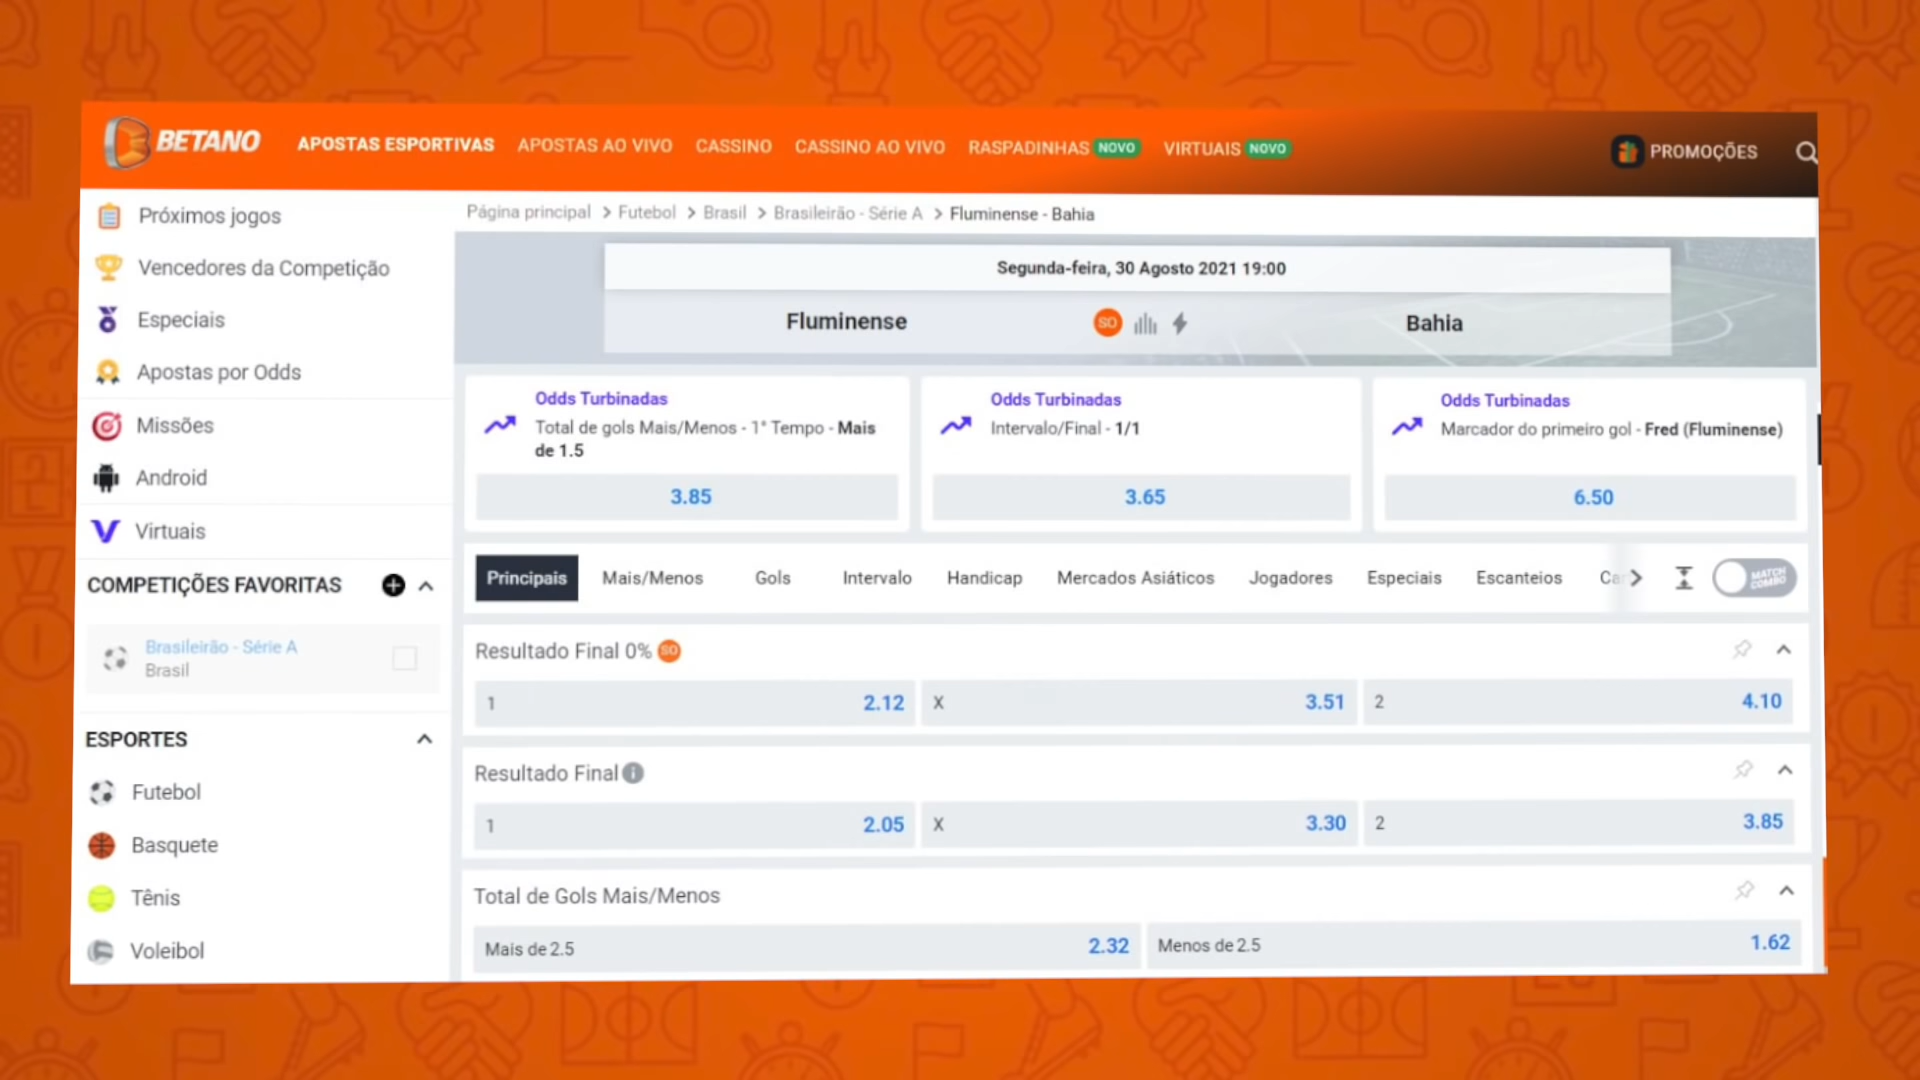 BETANO
APOSTAS ESPORTIVAS APOSTAS AO VIVO CASSINO CASSINO AO VIVO RASPADINHAS NOVO VIRTUAIS NOVO PROMOÇÕES
Próximos jogos
Vencedores da Competição
Especiais
Apostas por Odds
Missões
Android
Virtuais
COMPETIÇÕES FAVORITAS
Brasileirão - Série A
Brasil
ESPORTES
Futebol
Basquete
Tênis
Voleibol
Página principal > Futebol > Brasil > Brasileirão - Série A > Fluminense - Bahia
Segunda-feira, 30 Agosto 2021 19:00
Fluminense SO Bahia
Odds Turbinadas
Total de gols Mais/Menos - 1° Tempo - Mais
de 1.5
3.85
Odds Turbinadas
Intervalo/Final - 1/1
3.65
Odds Turbinadas
Marcador do primeiro gol - Fred (Fluminense)
6.50
Principais Mais/Menos Gols Intervalo Handicap Mercados Asiáticos Jogadores Especiais Escanteios Ca
MATCH
COMBO
Resultado Final 0% SO
1 2.12 X 3.51 2 4.10
Resultado Final
1 2.05 X 3.30 2 3.85
Total de Gols Mais/Menos
Mais de 2.5 2.32 Menos de 2.5 1.62